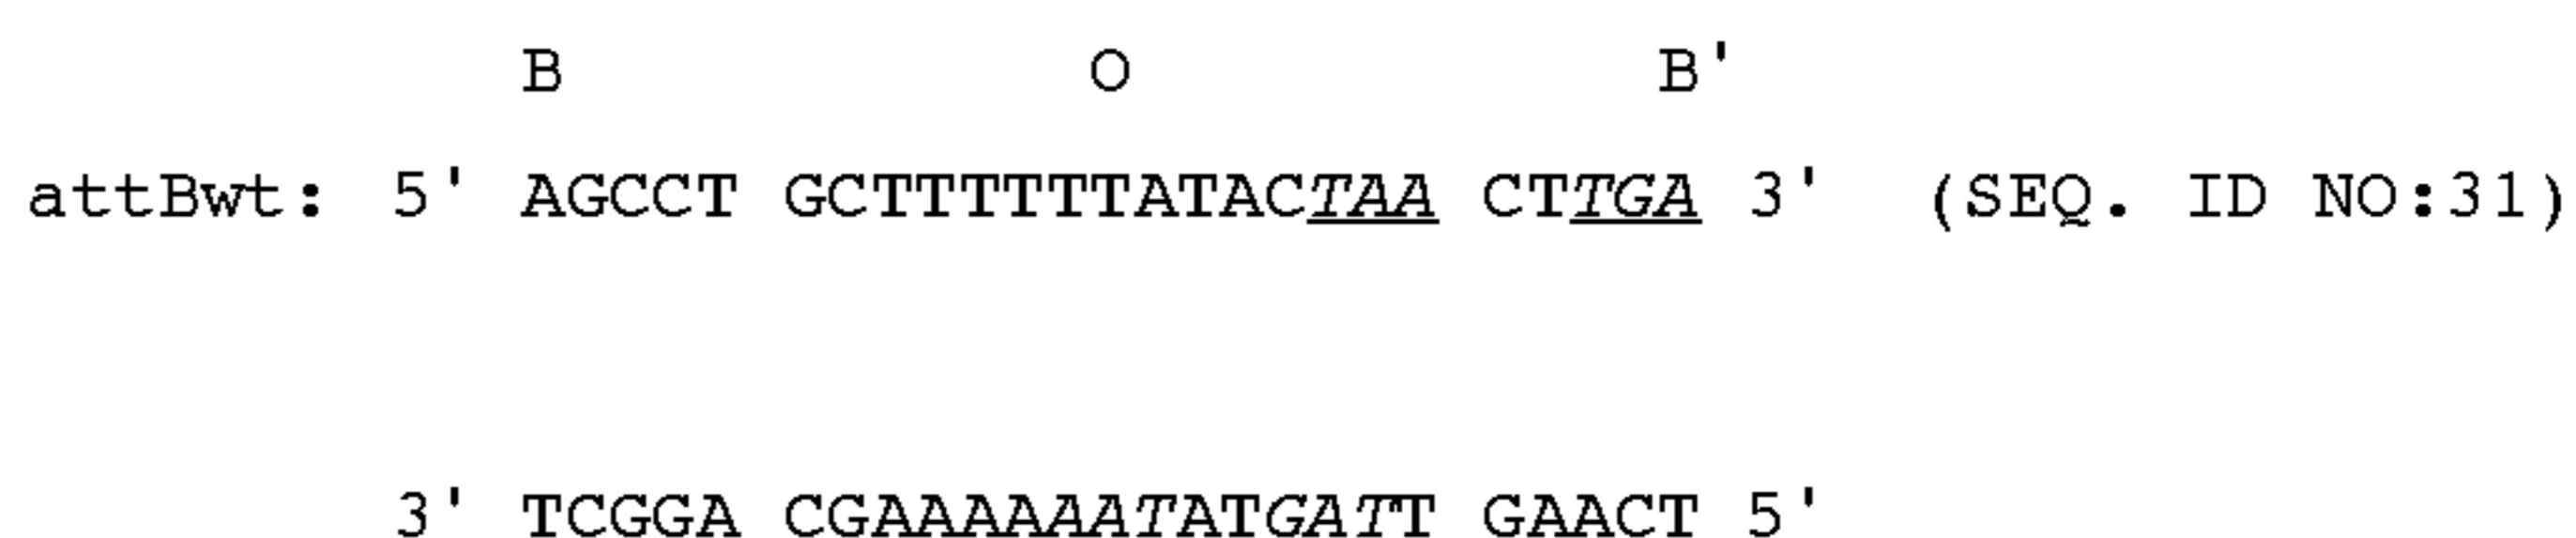 B O B'
attBwt: 5' AGCCT GCTTTTTTATACTAA CTTGA 3' (SEQ. ID NO:31)
3' TCGGA CGAAAAAATATGATT GAACT 5'